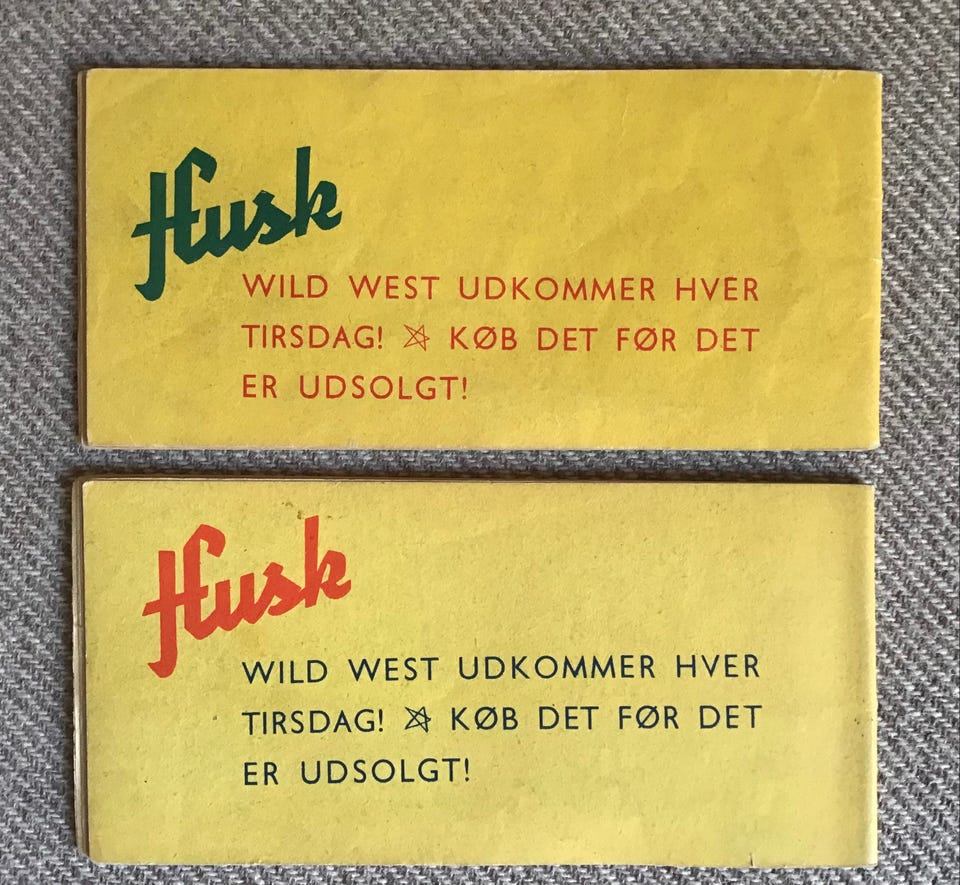 Husk
WILD WEST UDKOMMER HVER
TIRSDAG! ☆ KØB DET FØR DET
ER UDSOLGT!
Husk
WILD WEST UDKOMMER HVER
TIRSDAG! ☆ KØB DET FØR DET
ER UDSOLGT!